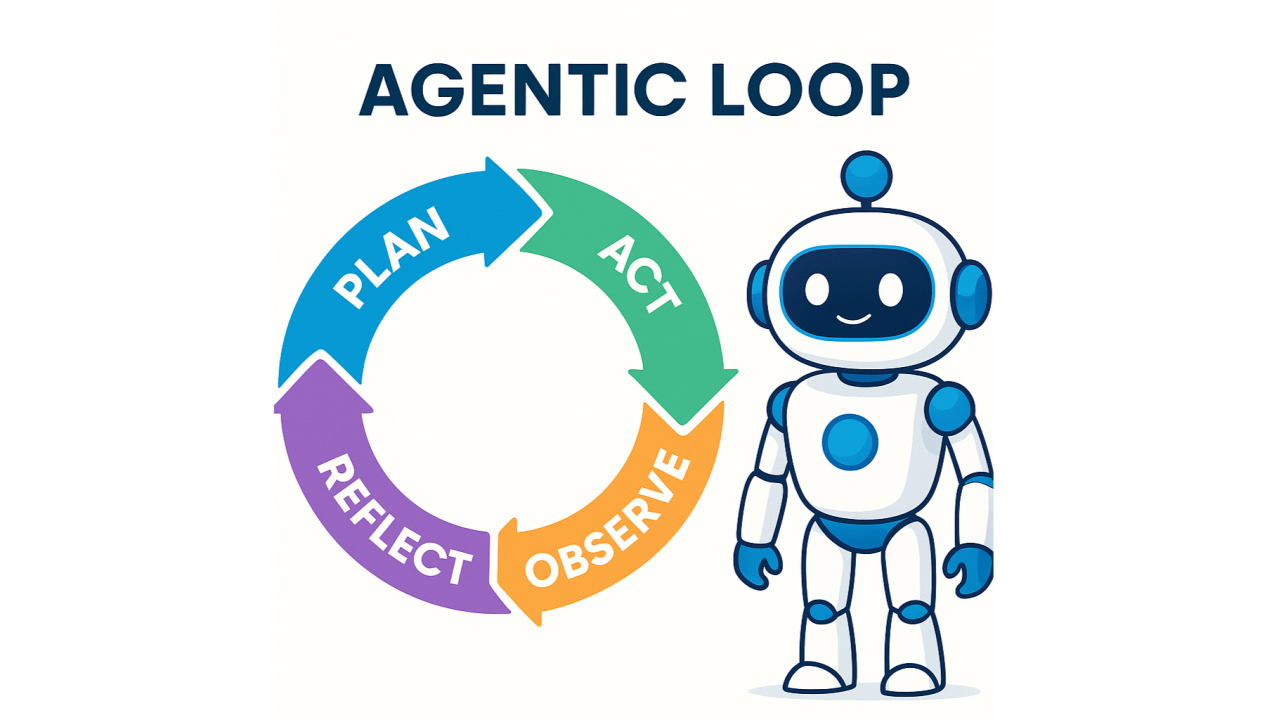 AGENTIC LOOP
PLAN
ACT
OBSERVE
REFLECT